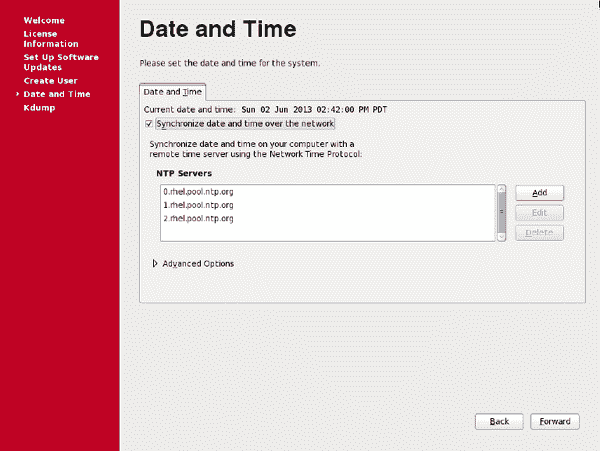 Welcome
License
Information
Set Up Software
Updates
Create User
Date and Time
Kdump
Date and Time
Please set the date and time for the system.
Date and Time
Current date and time: Sun 02 Jun 2013 02:42:00 PM PDT
Synchronize date and time over the network
Synchronize date and time on your computer with a
remote time server using the Network Time Protocol:
NTP Servers
0.rhel.pool.ntp.org
1.rhel.pool.ntp.org
2.rhel.pool.ntp.org
Add
Edit
Delete
Advanced Options
Back
Forward